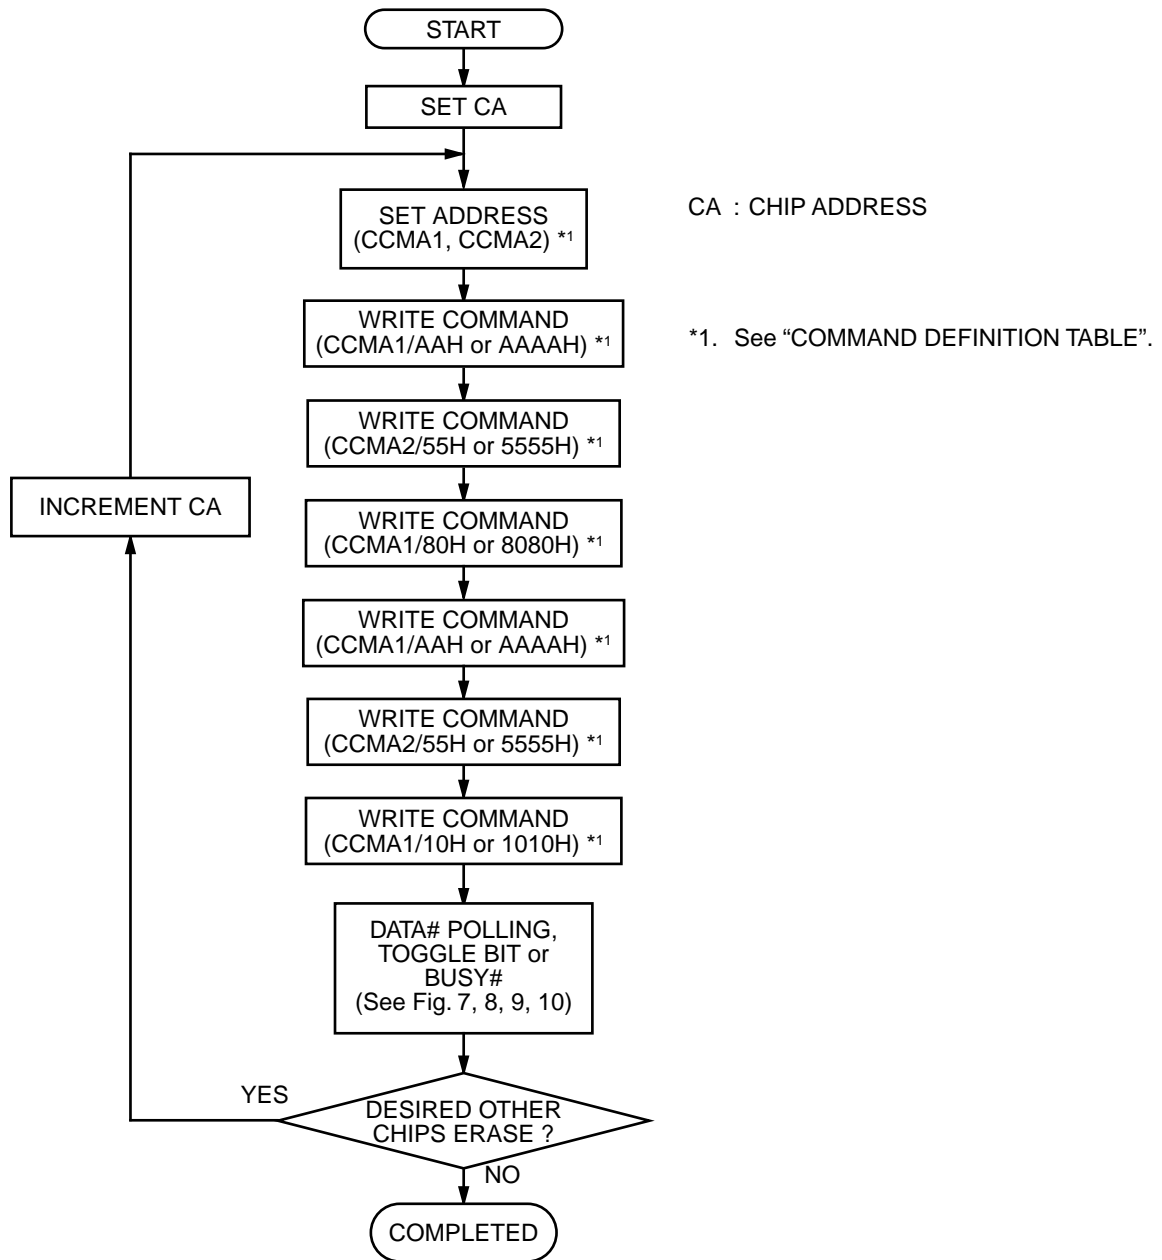 START
SET CA
SET ADDRESS
(CCMA1, CCMA2) *1
CA : CHIP ADDRESS
WRITE COMMAND
(CCMA1/AAH or AAAAH) *1
*1. See “COMMAND DEFINITION TABLE”.
WRITE COMMAND
(CCMA2/55H or 5555H) *1
INCREMENT CA
WRITE COMMAND
(CCMA1/80H or 8080H) *1
WRITE COMMAND
(CCMA1/AAH or AAAAH) *1
WRITE COMMAND
(CCMA2/55H or 5555H) *1
WRITE COMMAND
(CCMA1/10H or 1010H) *1
DATA# POLLING,
TOGGLE BIT or
BUSY#
(See Fig. 7, 8, 9, 10)
YES
DESIRED OTHER
CHIPS ERASE ?
NO
COMPLETED